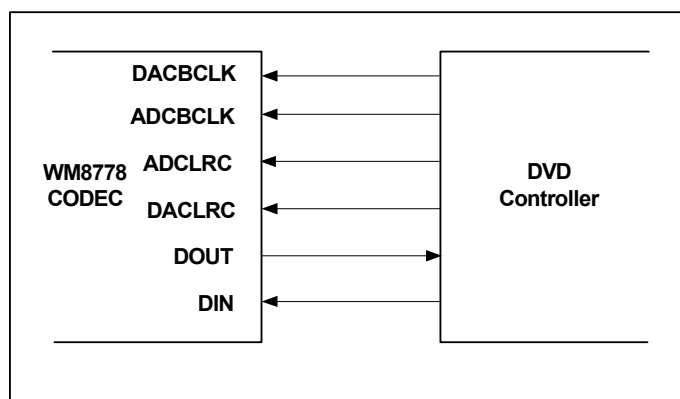 DACBCLK
ADCBCLK
ADCLRC
WM8778
CODEC
DACLRC
DOUT
DIN
DVD
Controller